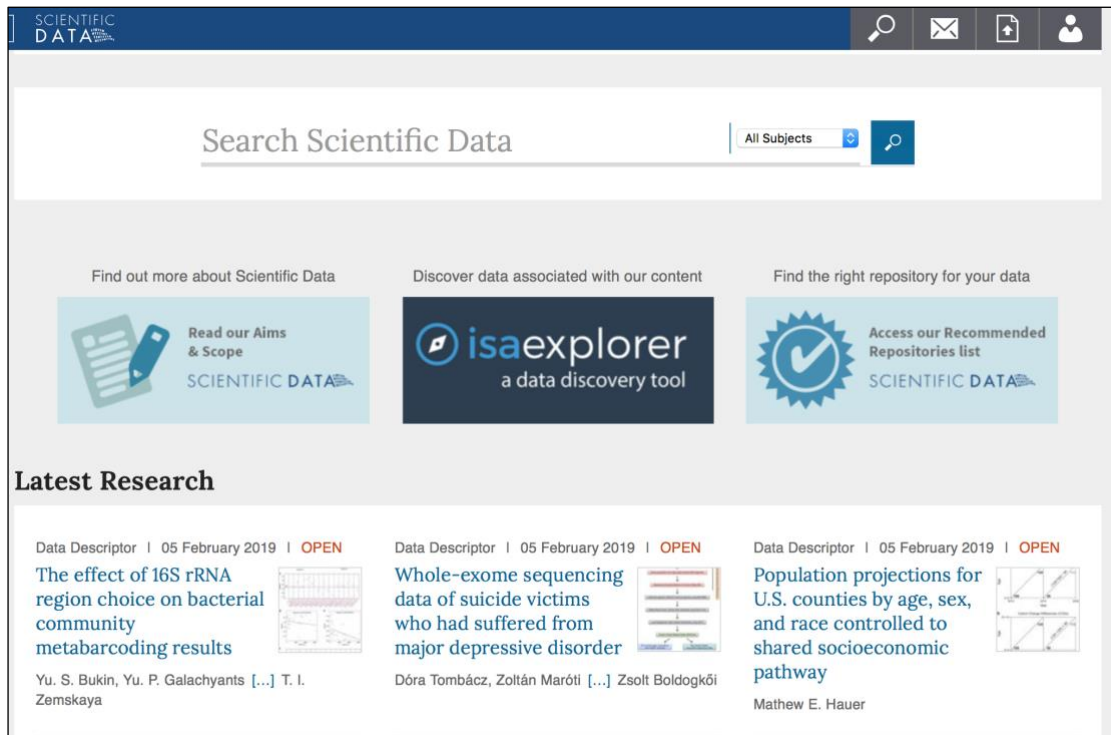 SCIENTIFIC
DATA
Search Scientific Data
All Subjects
Find out more about Scientific Data
Discover data associated with our content
Find the right repository for your data
Read our Aims
& Scope
SCIENTIFIC DATA
isaexplorer
a data discovery tool
Access our Recommended
Repositories list
SCIENTIFIC DATA
Latest Research
Data Descriptor | 05 February 2019 | OPEN
The effect of 16S rRNA
region choice on bacterial
community
metabarcoding results
Yu. S. Bukin, Yu. P. Galachyants [...] T. I.
Zemskaya
Data Descriptor | 05 February 2019 | OPEN
Whole-exome sequencing
data of suicide victims
who had suffered from
major depressive disorder
Dóra Tombácz, Zoltán Maróti [...] Zsolt Boldogkői
Data Descriptor | 05 February 2019 | OPEN
Population projections for
U.S. counties by age, sex,
and race controlled to
shared socioeconomic
pathway
Mathew E. Hauer